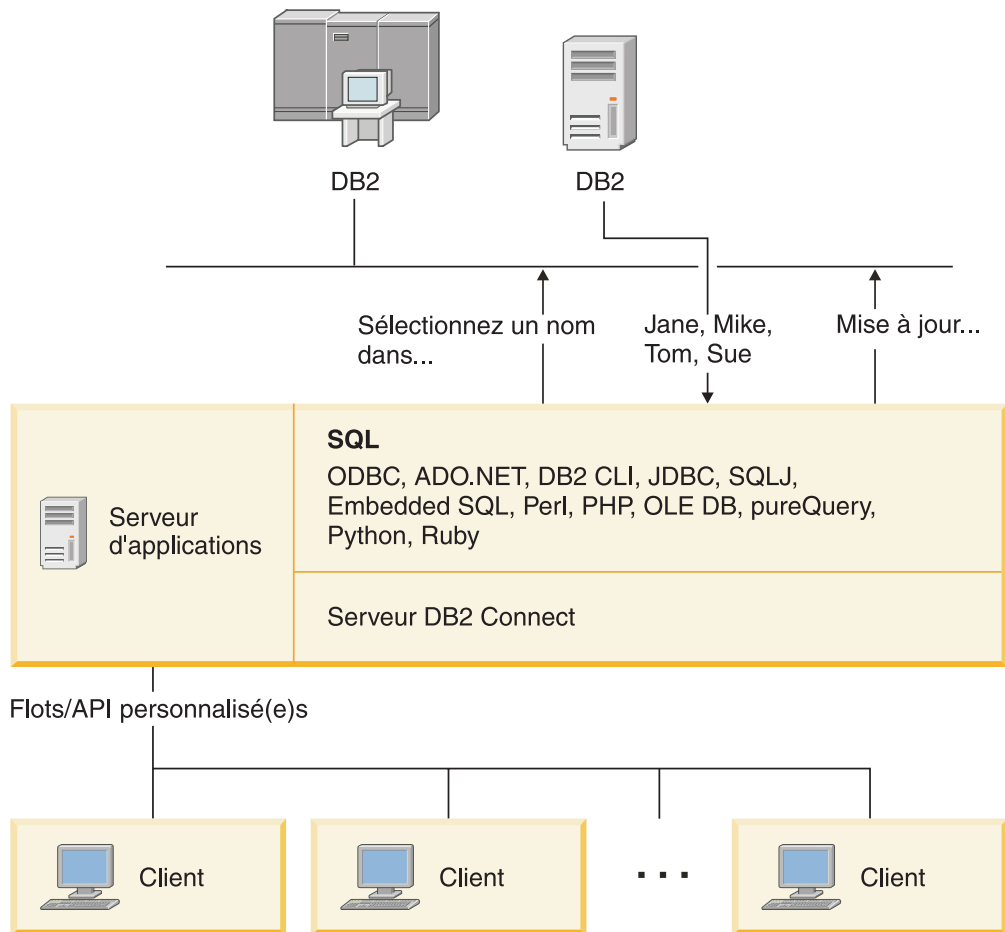 DB2
DB2
Sélectionnez un nom
dans...
Jane, Mike,
Tom, Sue
Mise à jour...
Serveur
d'applications
SQL
ODBC, ADO.NET, DB2 CLI, JDBC, SQLJ,
Embedded SQL, Perl, PHP, OLE DB, pureQuery,
Python, Ruby
Serveur DB2 Connect
Flots/API personnalisé(e)s
Client
Client
. . .
Client